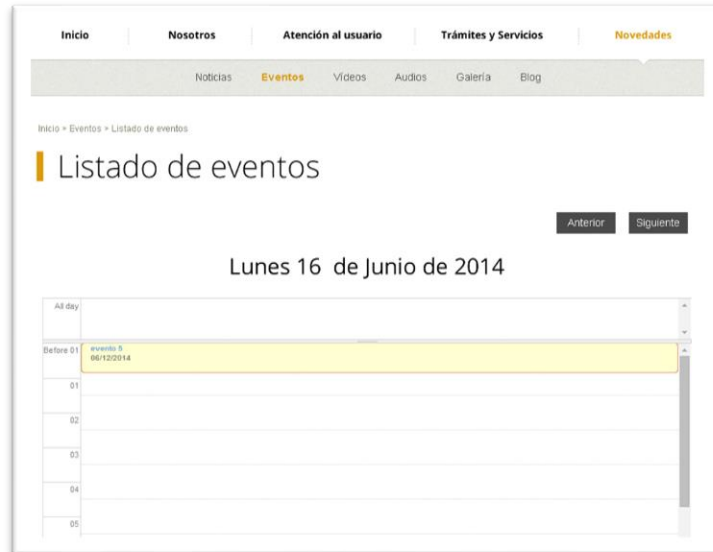 Inicio Nosotros Atención al usuario Trámites y Servicios Novedades
Noticias Eventos Vídeos Audios Galería Blog
Inicio » Eventos » Listado de eventos
Listado de eventos
Anterior Siguiente
Lunes 16 de Junio de 2014
All day
Before 01 evento 5
06/12/2014
01
02
03
04
05